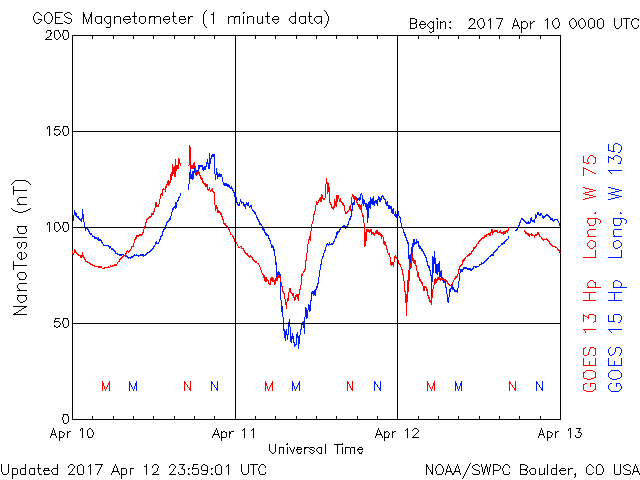 GOES Magnetometer (1 minute data)
Begin: 2017 Apr 10 0000 UTC
200
150
100
50
0
NanoTesla (nT)
M M N N M M N N M M N N
Apr 10 Apr 11 Apr 12 Apr 13
Universal Time
GOES 13 Hp Long. W 75
GOES 15 Hp Long. W 135
Updated 2017 Apr 12 23:59:01 UTC
NOAA/SWPC Boulder, CO USA